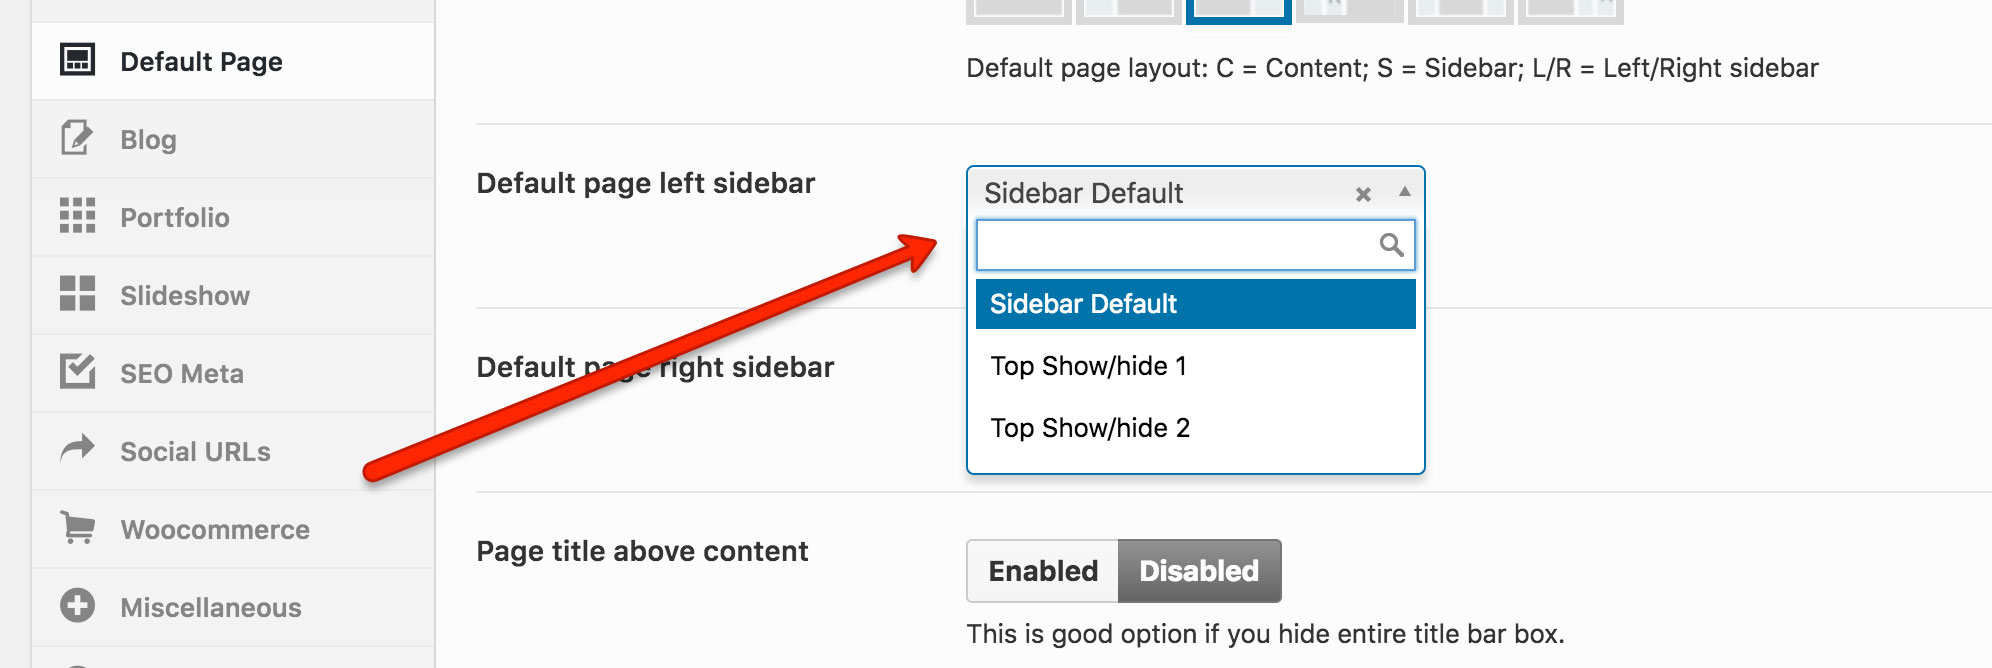 Default page layout: C = Content; S = Sidebar; L/R = Left/Right sidebar
Default Page
Blog
Portfolio
Slideshow
SEO Meta
Social URLs
Woocommerce
Miscellaneous
Default page left sidebar
Sidebar Default
Sidebar Default
Top Show/hide 1
Top Show/hide 2
Default page right sidebar
Page title above content
Enabled Disabled
This is good option if you hide entire title bar box.